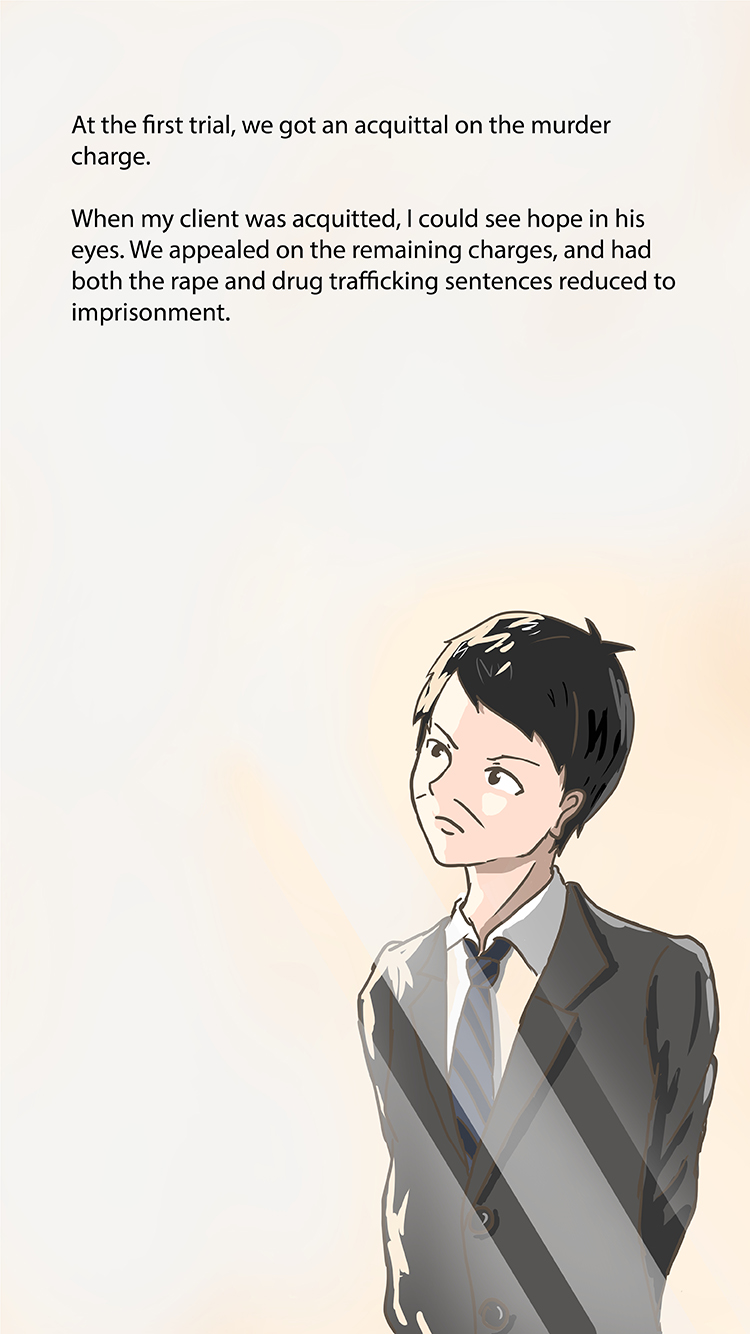 At the first trial, we got an acquittal on the murder
charge.
When my client was acquitted, I could see hope in his
eyes. We appealed on the remaining charges, and had
both the rape and drug trafficking sentences reduced to
imprisonment.